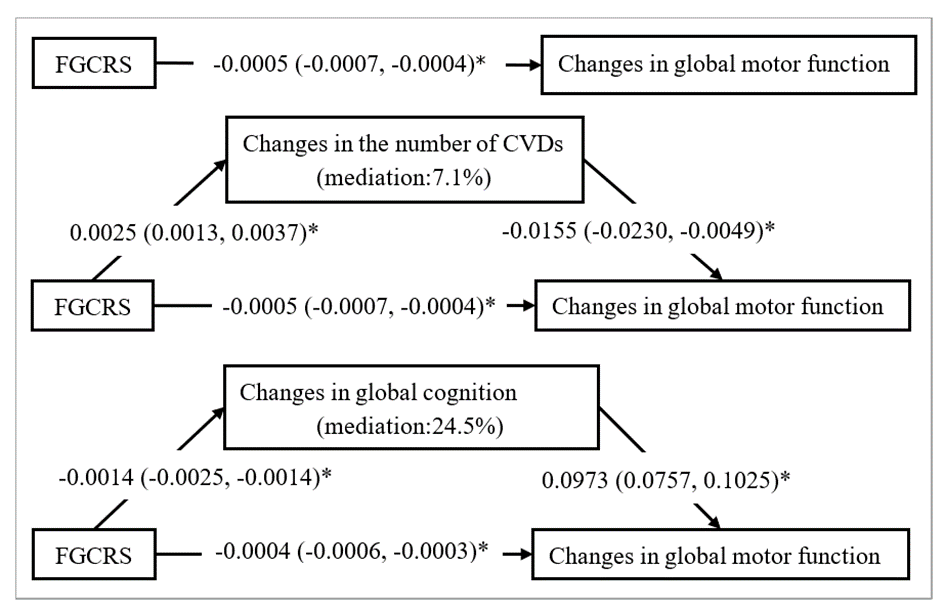 FGCRS -0.0005 (-0.0007, -0.0004)* Changes in global motor function
Changes in the number of CVDs
(mediation:7.1%)
0.0025 (0.0013, 0.0037)* -0.0155 (-0.0230, -0.0049)*
FGCRS -0.0005 (-0.0007, -0.0004)* Changes in global motor function
Changes in global cognition
(mediation:24.5%)
-0.0014 (-0.0025, -0.0014)* 0.0973 (0.0757, 0.1025)*
FGCRS -0.0004 (-0.0006, -0.0003)* Changes in global motor function